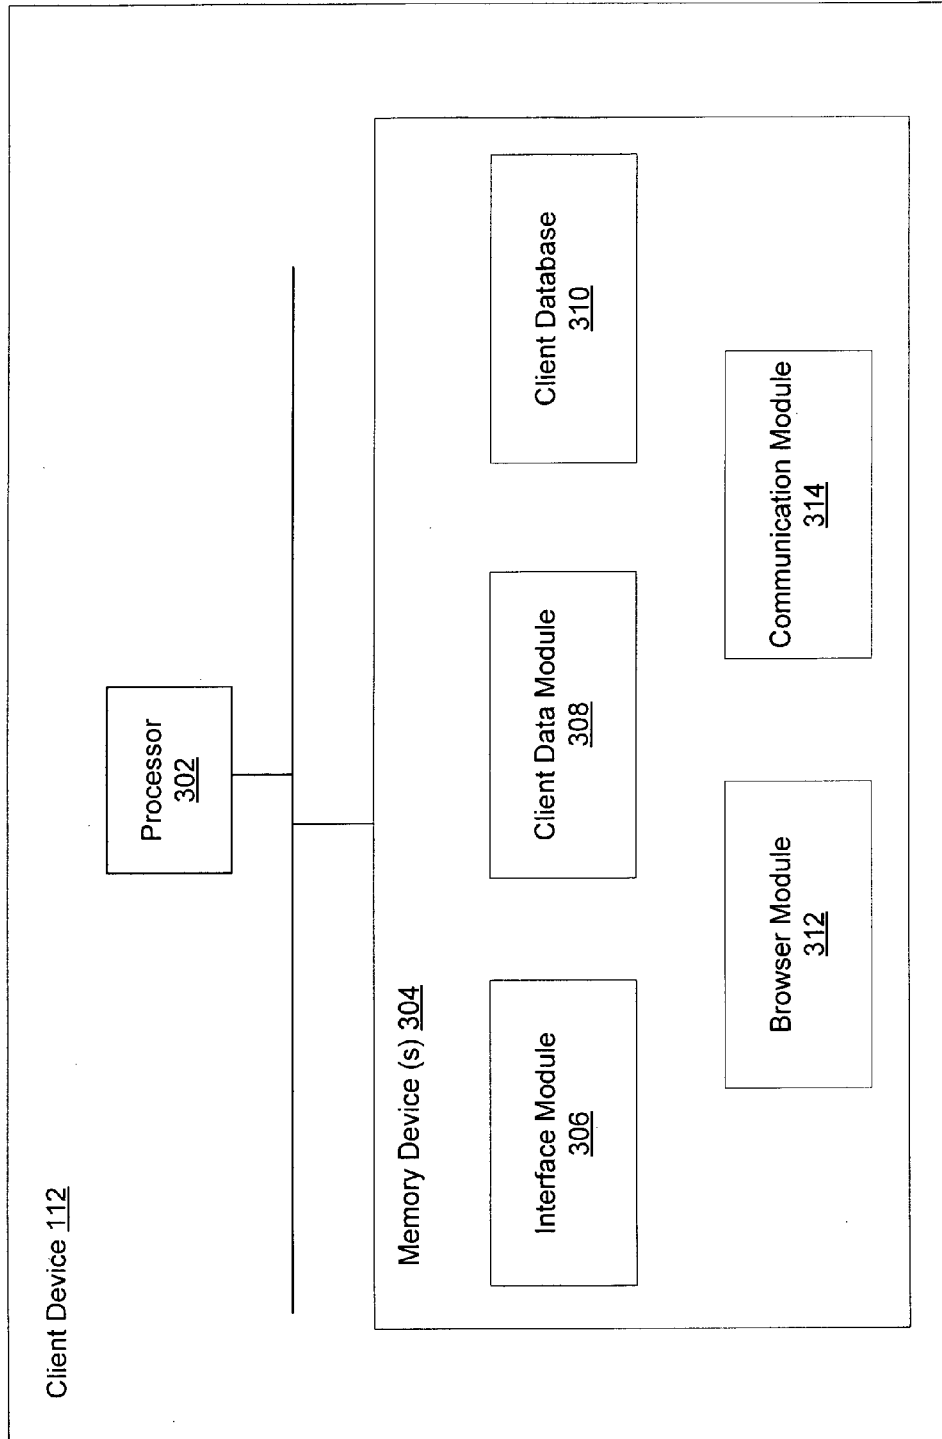 Client Device 112
Processor
302
Memory Device (s) 304
Interface Module
306
Client Data Module
308
Client Database
310
Browser Module
312
Communication Module
314